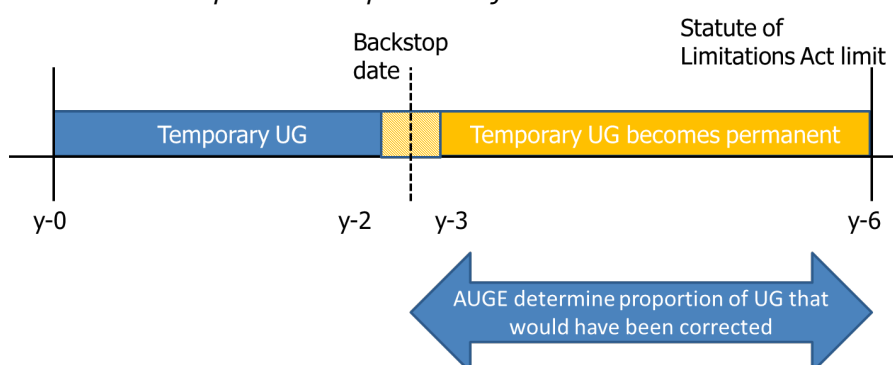 Backstop
date
Statute of
Limitations Act limit
Temporary UG
Temporary UG becomes permanent
y-0
y-2
y-3
y-6
AUGE determine proportion of UG that
would have been corrected